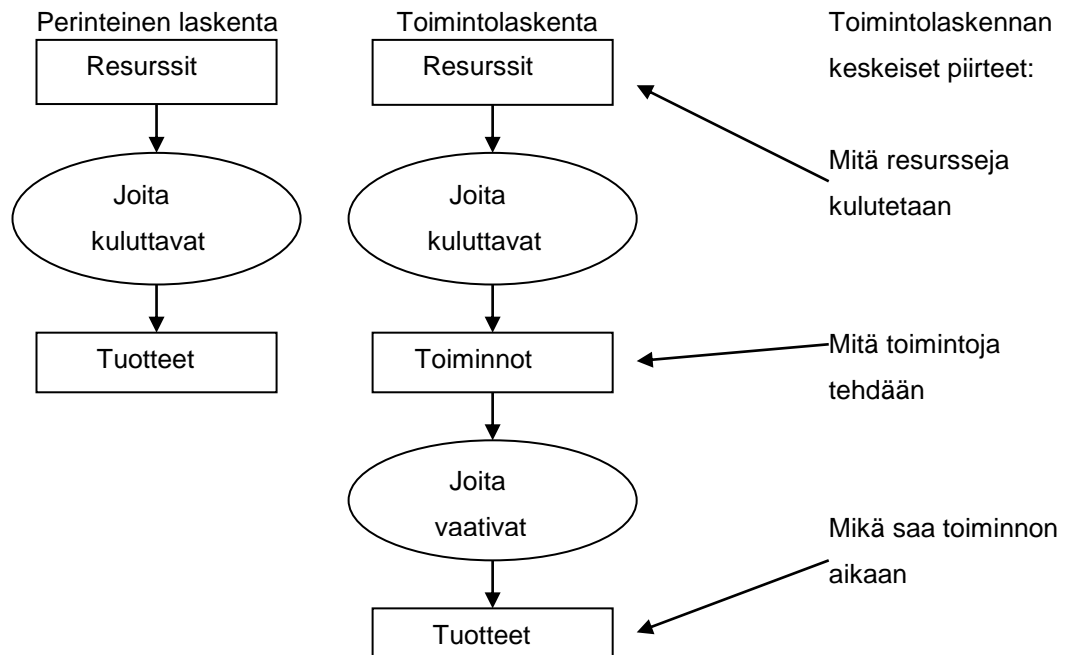 Perinteinen laskenta
Resurssit
Joita
kuluttavat
Tuotteet
Toimintolaskenta
Resurssit
Joita
kuluttavat
Toiminnot
Joita
vaativat
Tuotteet
Toimintolaskennan
keskeiset piirteet:
Mitä resursseja
kulutetaan
Mitä toimintoja
tehdään
Mikä saa toiminnon
aikaan